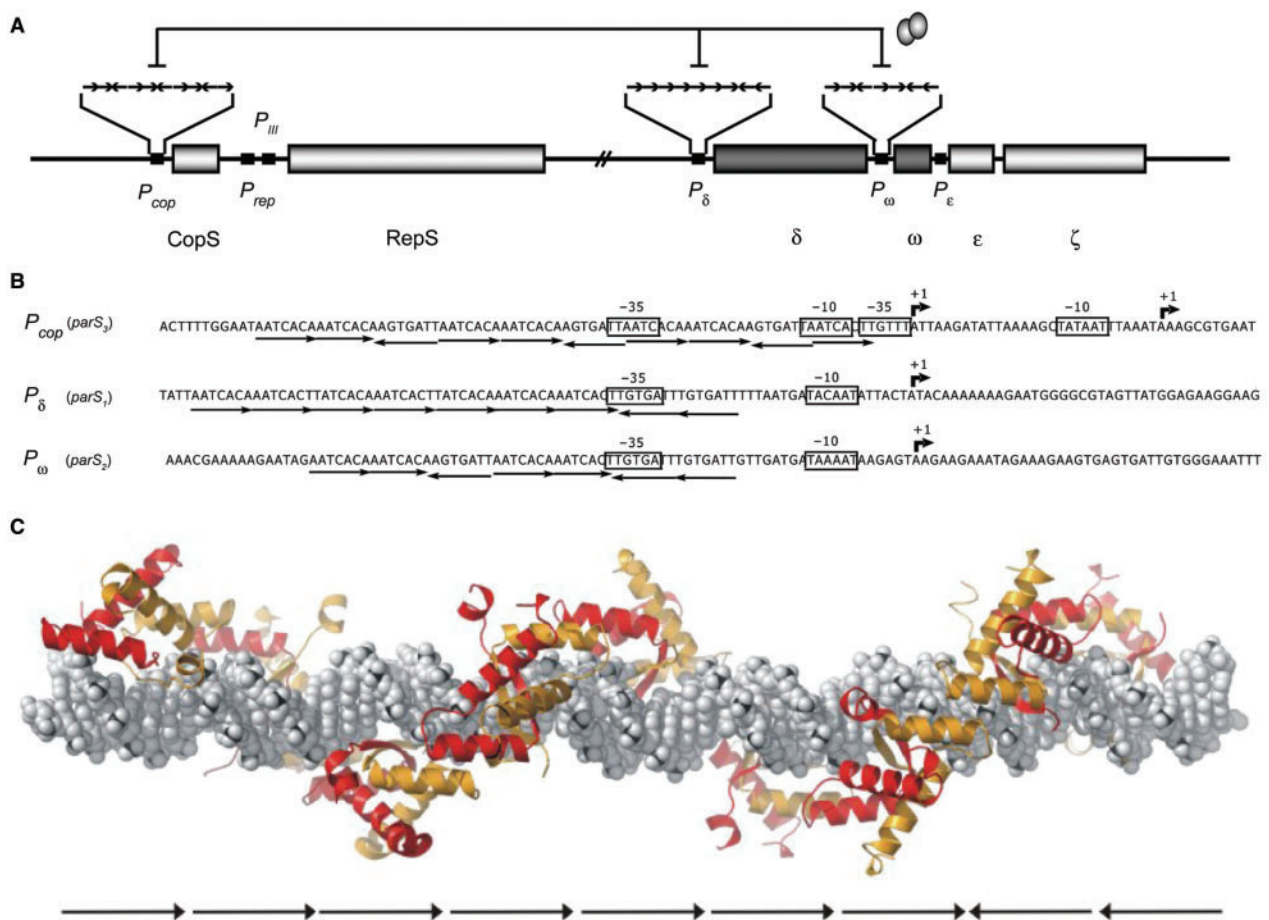 A
P_III
P_cop
P_rep
P_δ
P_ω
P_ε
CopS
RepS
δ
ω
ε
ζ
B
−35
−10
−35
+1
−10
+1
P_cop (parS_3)
ACTTTTGGAATAATCACAAATCACAAGTGATTAATCACAAATCACAAGTGATTAATCACAAATCACAAGTGATTAATCACTTGTTTATTAAGATATTAAAAGCTATAATTTAAATAAAGCGTGAAT
−35
−10
+1
P_δ (parS_1)
TATTAATCACAAATCACTTATCACAAATCACTTATCACAAATCACAAATCACTTGTGATTTGTGATTTTTAATGATACAATATTACTATACAAAAAAAGAATGGGGCGTAGTTATGGAGAAGGAAG
−35
−10
+1
P_ω (parS_2)
AAACGAAAAAGAATAGAATCACAAATCACAAGTGATTAATCACAAATCACTTGTGATTTGTGATTGTTGATGATAAAATAAGAGTAAGAAGAAATAGAAAGAAGTGAGTGATTGTGGGAAATTT
C